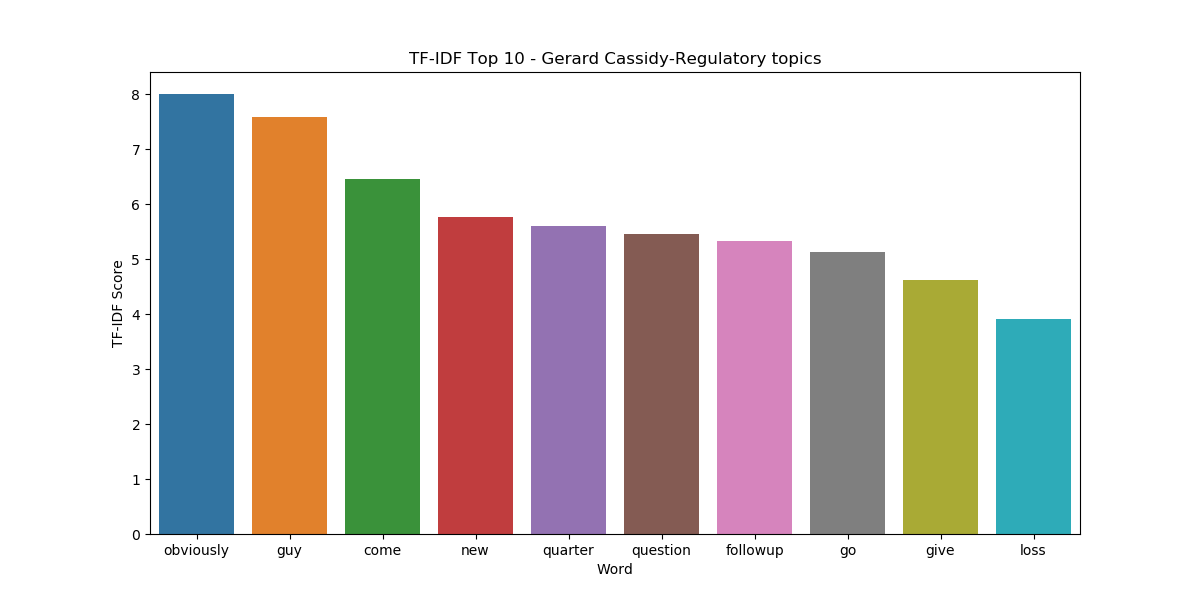 TF-IDF Top 10 - Gerard Cassidy-Regulatory topics
8
7
6
5
4
3
2
1
0
TF-IDF Score
obviously guy come new quarter question followup go give loss
Word